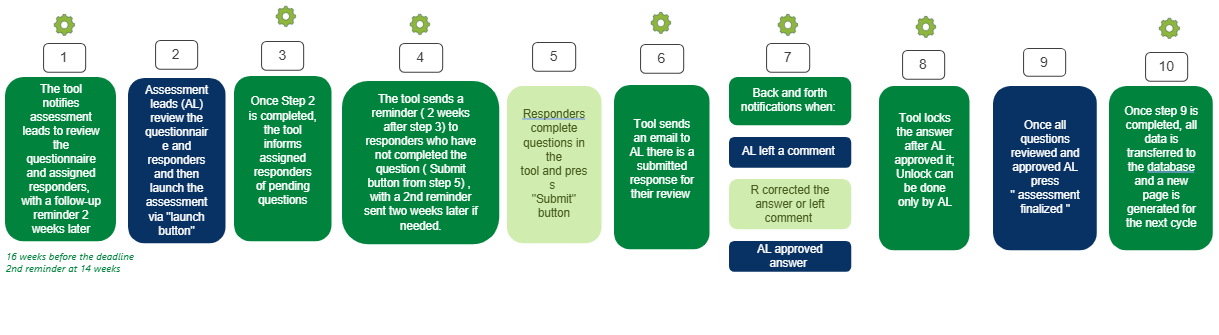 1
2
3
4
5
6
7
8
9
10
The tool
notifies
assessment
leads to review
the
questionnaire
and assigned
responders,
with a follow-up
reminder 2
weeks later
Assessment
leads (AL)
review the
questionnair
e and
responders
and then
launch the
assessment
via "launch
button"
Once Step 2
is completed,
the tool
informs
assigned
responders
of pending
questions
The tool sends a
reminder ( 2 weeks
after step 3) to
responders who have
not completed the
question ( Submit
button from step 5) ,
with a 2nd reminder
sent two weeks later if
needed.
Responders
complete
questions in
the
tool and pres
s
"Submit"
button
Tool sends
an email to
AL there is a
submitted
response for
their review
Back and forth
notifications when:
AL left a comment
R corrected the
answer or left
comment
AL approved
answer
Tool locks
the answer
after AL
approved it;
Unlock can
be done
only by AL
Once all
questions
reviewed and
approved AL
press
" assessment
finalized "
Once step 9 is
completed, all
data is
transferred to
the database
and a new
page is
generated for
the next cycle
16 weeks before the deadline
2nd reminder at 14 weeks